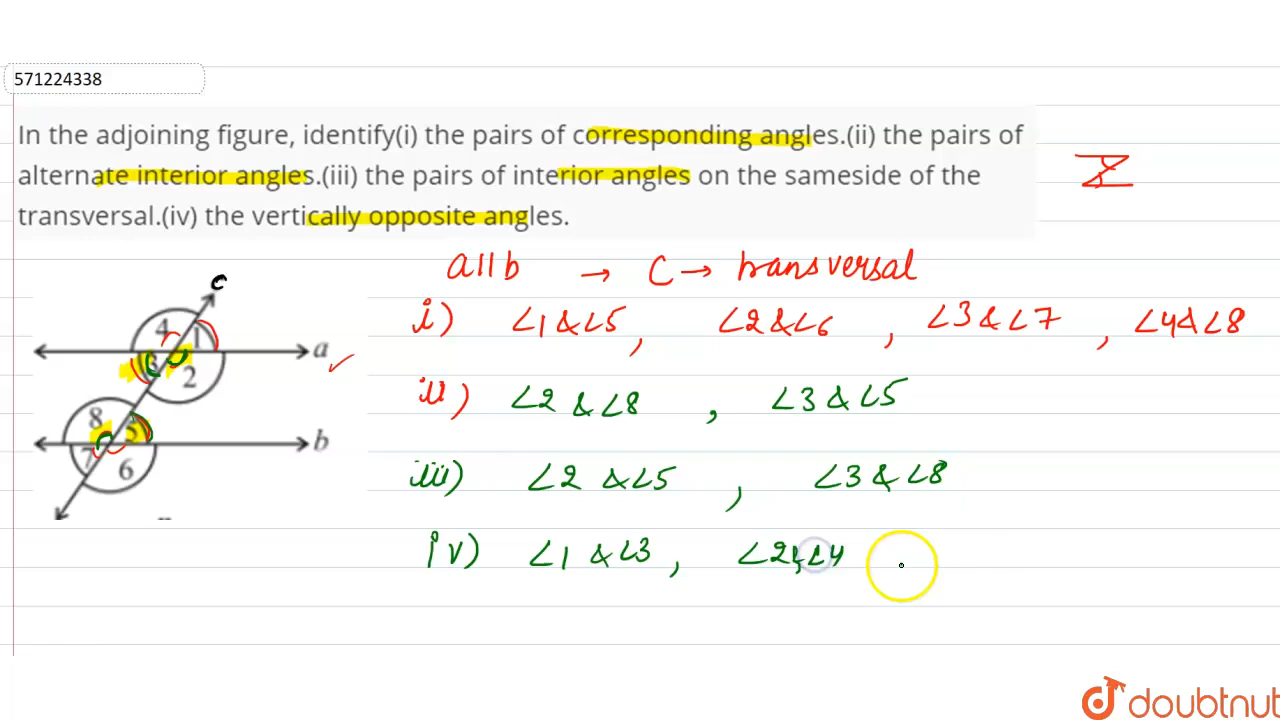 571224338
In the adjoining figure, identify(i) the pairs of corresponding angles.(ii) the pairs of
alternate interior angles.(iii) the pairs of interior angles on the sameside of the
transversal.(iv) the vertically opposite angles.
Z
a||b → C → transversal
i) ∠1&∠5, ∠2&∠6, ∠3&∠7, ∠4&∠8
ii) ∠2&∠8, ∠3&∠5
iii) ∠2&∠5, ∠3&∠8
iv) ∠1&∠3, ∠2&∠4
c
4 1
a
3 2
8 5
b
7 6
doubtnut